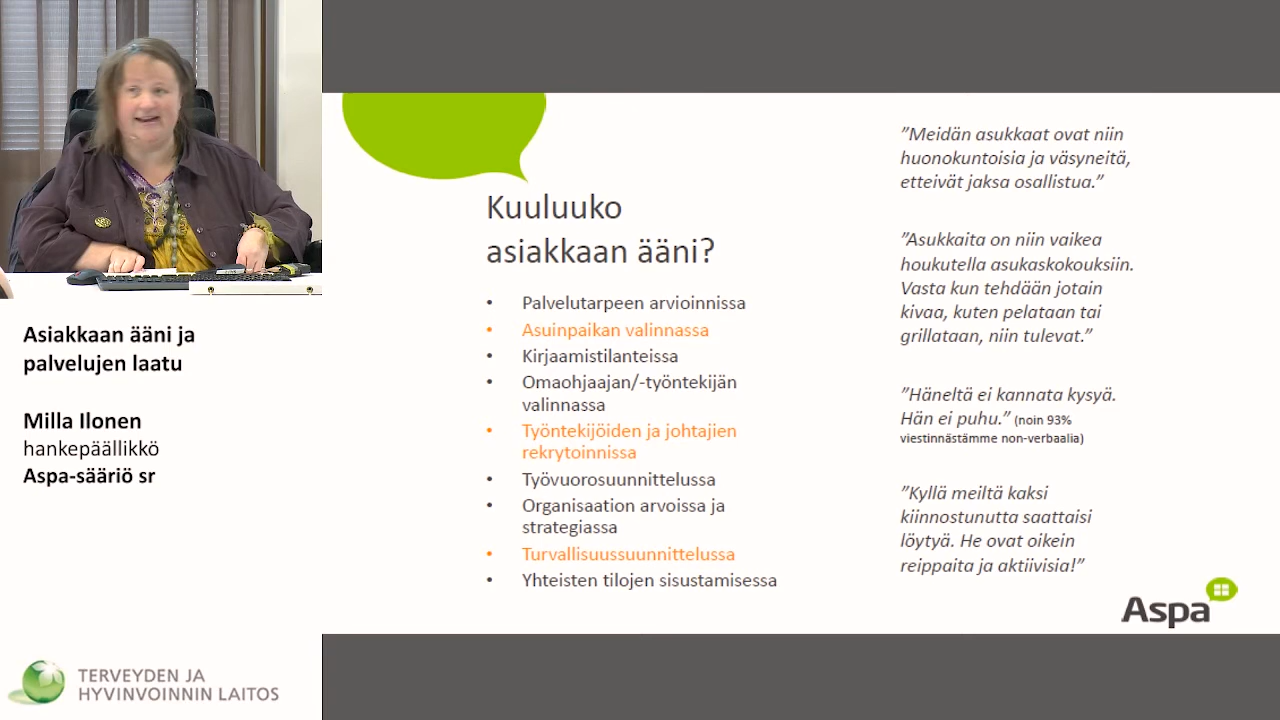 Asiakkaan ääni ja
palvelujen laatu
Milla Ilonen
hankepäällikkö
Aspa-sääriö sr
TERVEYDEN JA
HYVINVOINNIN LAITOS
Kuuluuko
asiakkaan ääni?
• Palvelutarpeen arvioinnissa
• Asuinpaikan valinnassa
• Kirjaamistilanteissa
• Omaohjaajan/-työntekijän
valinnassa
• Työntekijöiden ja johtajien
rekrytoinnissa
• Työvuorosuunnittelussa
• Organisaation arvoissa ja
strategiassa
• Turvallisuussuunnittelussa
• Yhteisten tilojen sisustamisessa
”Meidän asukkaat ovat niin
huonokuntoisia ja väsyneitä,
etteivät jaksa osallistua.”
”Asukkaita on niin vaikea
houkutella asukaskokouksiin.
Vasta kun tehdään jotain
kivaa, kuten pelataan tai
grillataan, niin tulevat.”
”Häneltä ei kannata kysyä.
Hän ei puhu.” (noin 93%
viestinnästämme non-verbaalia)
”Kyllä meiltä kaksi
kiinnostunutta saattaisi
löytyä. He ovat oikein
reippaita ja aktiivisia!”
Aspa